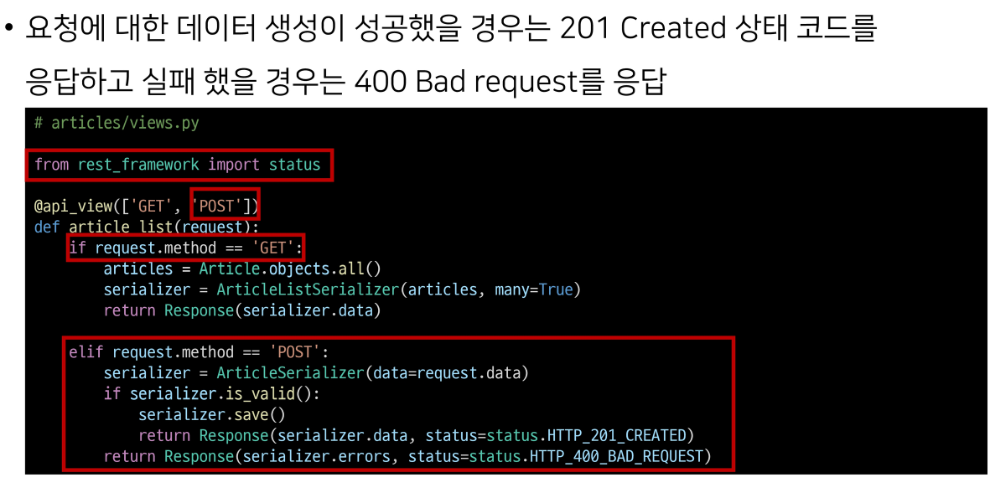 • 요청에 대한 데이터 생성이 성공했을 경우는 201 Created 상태 코드를
응답하고 실패 했을 경우는 400 Bad request를 응답
# articles/views.py
from rest_framework import status
@api_view(['GET', 'POST'])
def article_list(request):
    if request.method == 'GET':
        articles = Article.objects.all()
        serializer = ArticleListSerializer(articles, many=True)
        return Response(serializer.data)
    elif request.method == 'POST':
        serializer = ArticleSerializer(data=request.data)
        if serializer.is_valid():
            serializer.save()
            return Response(serializer.data, status=status.HTTP_201_CREATED)
        return Response(serializer.errors, status=status.HTTP_400_BAD_REQUEST)